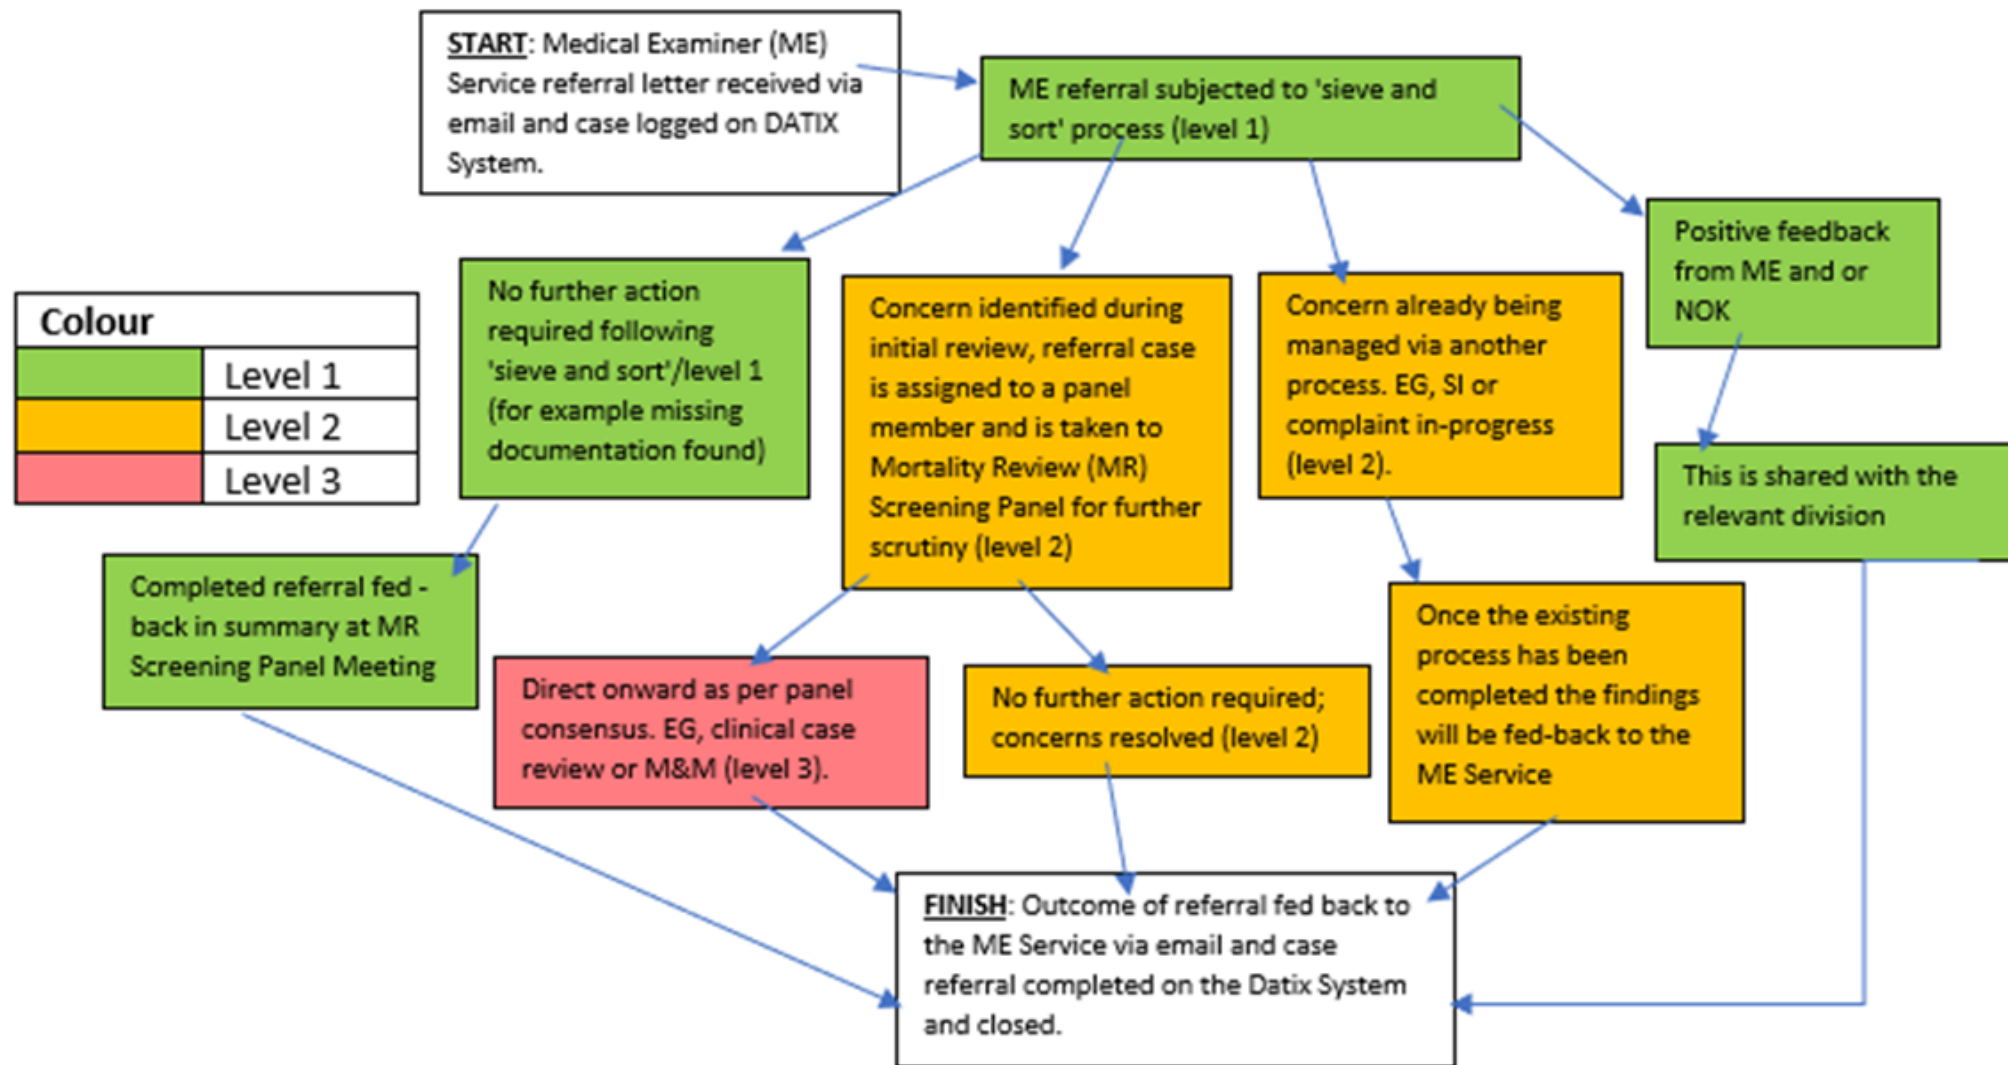 START: Medical Examiner (ME)
Service referral letter received via
email and case logged on DATIX
System.
ME referral subjected to 'sieve and
sort' process (level 1)
Positive feedback
from ME and or
NOK
No further action
required following
'sieve and sort'/level 1
(for example missing
documentation found)
Concern identified during
initial review, referral case
is assigned to a panel
member and is taken to
Mortality Review (MR)
Screening Panel for further
scrutiny (level 2)
Concern already being
managed via another
process. EG, SI or
complaint in-progress
(level 2).
Colour
Level 1
Level 2
Level 3
This is shared with the
relevant division
Completed referral fed -
back in summary at MR
Screening Panel Meeting
Direct onward as per panel
consensus. EG, clinical case
review or M&M (level 3).
No further action required;
concerns resolved (level 2)
Once the existing
process has been
completed the findings
will be fed-back to the
ME Service
FINISH: Outcome of referral fed back to
the ME Service via email and case
referral completed on the Datix System
and closed.